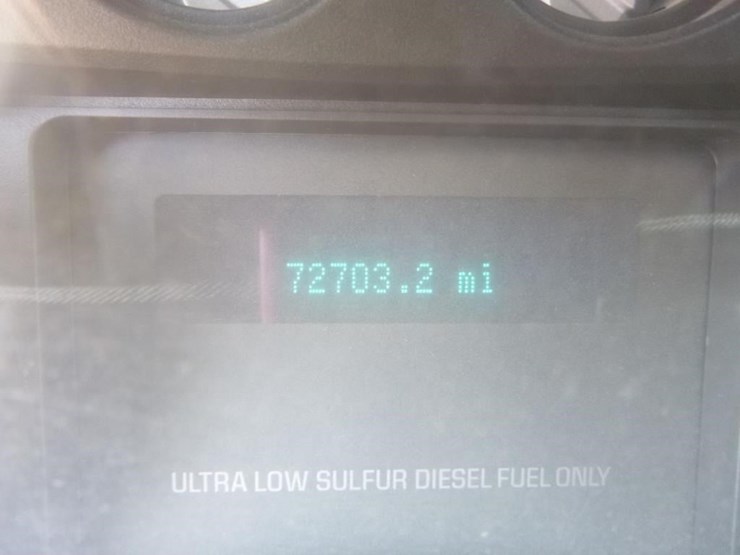 72703.2 mi
ULTRA LOW SULFUR DIESEL FUEL ONLY